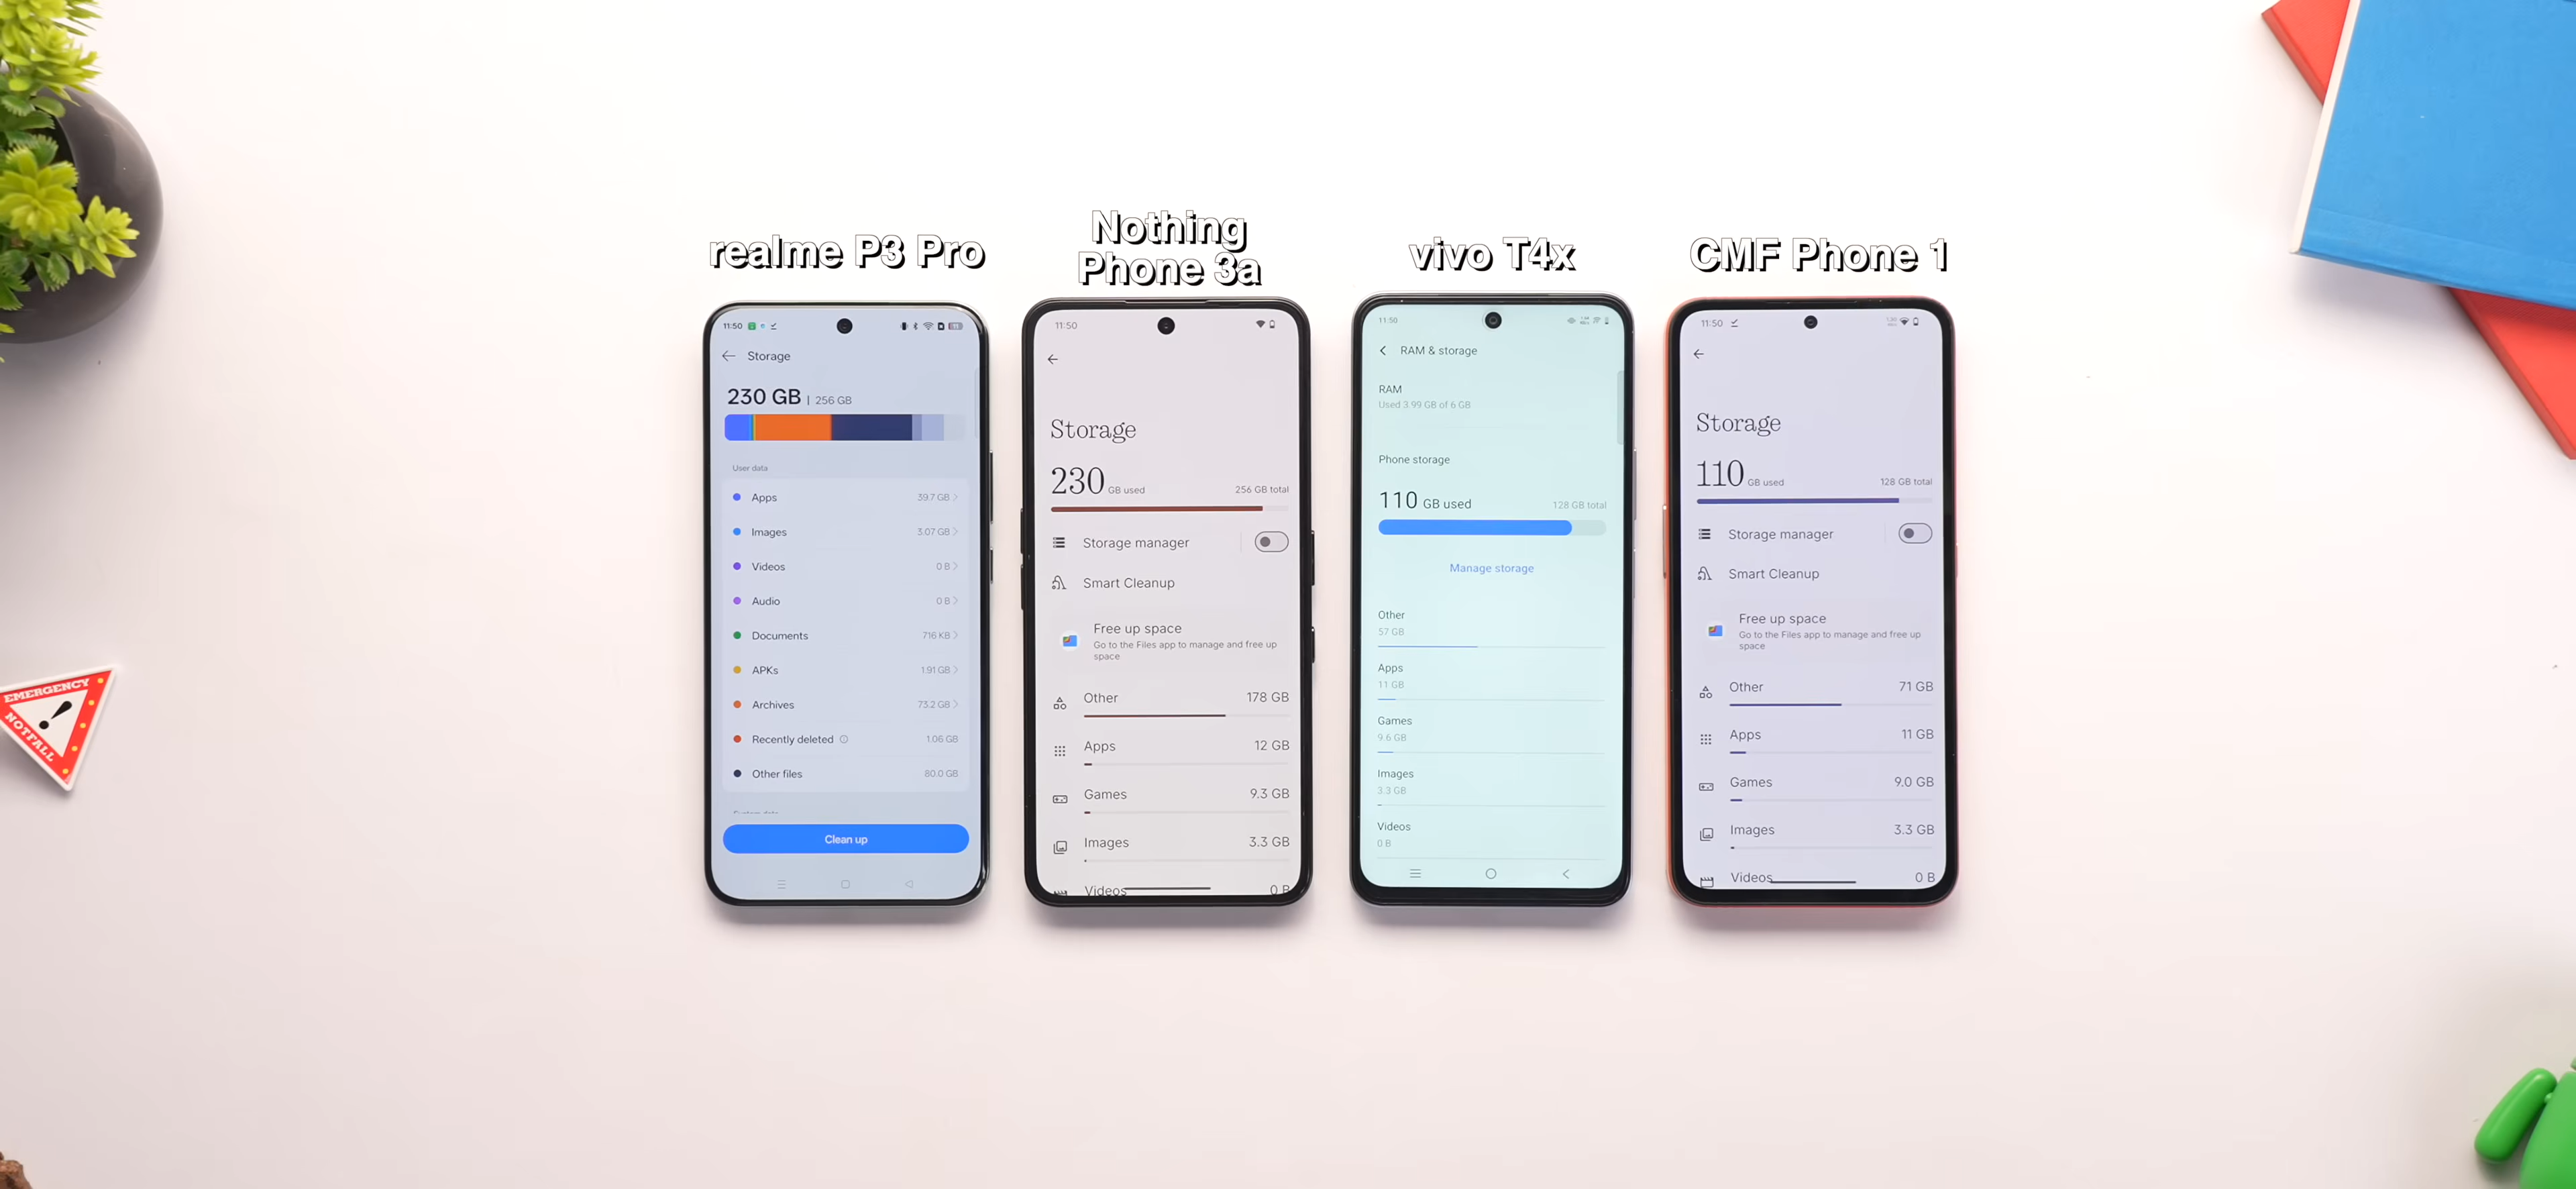 realme P3 Pro
Nothing
Phone 3a
vivo T4x
CMF Phone 1
11:50
Storage
230 GB | 256 GB
User data
Apps 39.7 GB
Images 3.07 GB
Videos 0 B
Audio 0 B
Documents 716 KB
APKs 1.91 GB
Archives 73.2 GB
Recently deleted 1.06 GB
Other files 80.0 GB
Clean up
11:50
Storage
230 GB used 256 GB total
Storage manager
Smart Cleanup
Free up space
Go to the Files app to manage and free up
space
Other 178 GB
Apps 12 GB
Games 9.3 GB
Images 3.3 GB
Videos 0 B
11:50
RAM & storage
RAM
Used 3.99 GB of 6 GB
Phone storage
110 GB used 128 GB total
Manage storage
Other
57 GB
Apps
11 GB
Games
9.6 GB
Images
3.3 GB
Videos
0 B
11:50
Storage
110 GB used 128 GB total
Storage manager
Smart Cleanup
Free up space
Go to the Files app to manage and free up
space
Other 71 GB
Apps 11 GB
Games 9.0 GB
Images 3.3 GB
Videos 0 B
EMERGENCY
NOTFALL